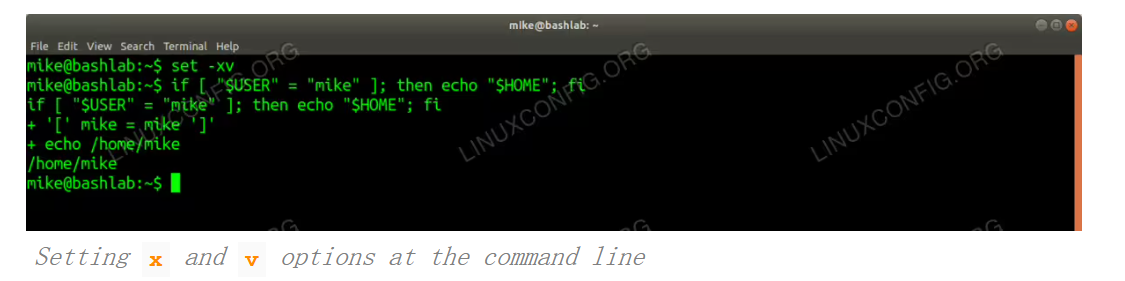 mike@bashlab: ~
File Edit View Search Terminal Help
mike@bashlab:~$ set -xv
mike@bashlab:~$ if [ "$USER" = "mike" ]; then echo "$HOME"; fi
if [ "$USER" = "mike" ]; then echo "$HOME"; fi
+ '[' mike = mike ']'
+ echo /home/mike
/home/mike
mike@bashlab:~$
LINUXCONFIG.ORG
LINUXCONFIG.ORG
LINUXCONFIG.ORG
Setting x and v options at the command line